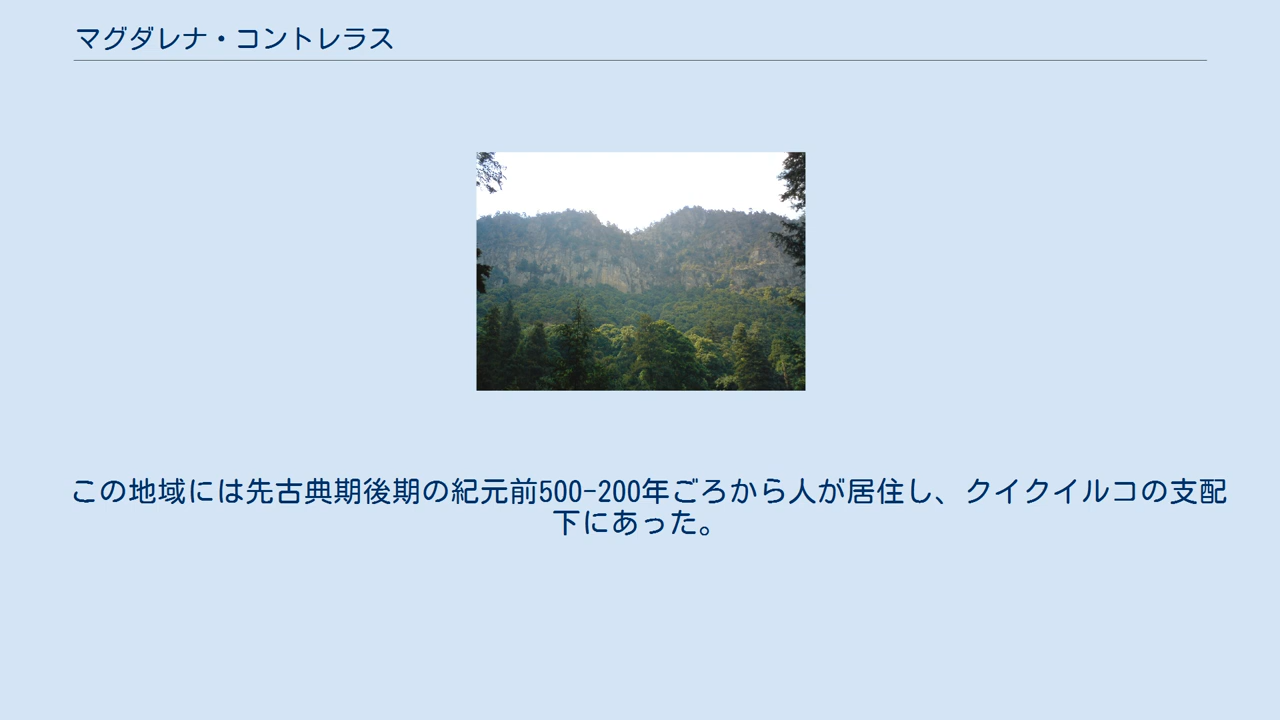 マグダレナ・コントレラス
この地域には先古典期後期の紀元前500-200年ごろから人が居住し、クイクイルコの支配
下にあった。